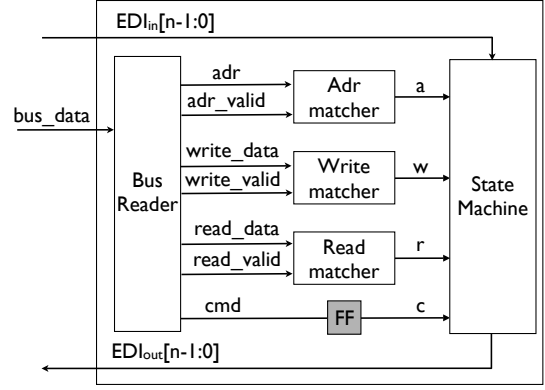 EDIin[n-1:0]
bus_data
Bus
Reader
adr
adr_valid
Adr
matcher
a
write_data
write_valid
Write
matcher
w
read_data
read_valid
Read
matcher
r
cmd
FF
c
State
Machine
EDIout[n-1:0]